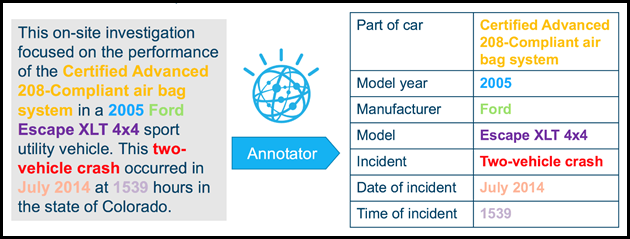 This on-site investigation
focused on the performance
of the Certified Advanced
208-Compliant air bag
system in a 2005 Ford
Escape XLT 4x4 sport
utility vehicle. This two-
vehicle crash occurred in
July 2014 at 1539 hours in
the state of Colorado.
Annotator
Part of car Certified Advanced
208-Compliant air
bag system
Model year 2005
Manufacturer Ford
Model Escape XLT 4x4
Incident Two-vehicle crash
Date of incident July 2014
Time of incident 1539